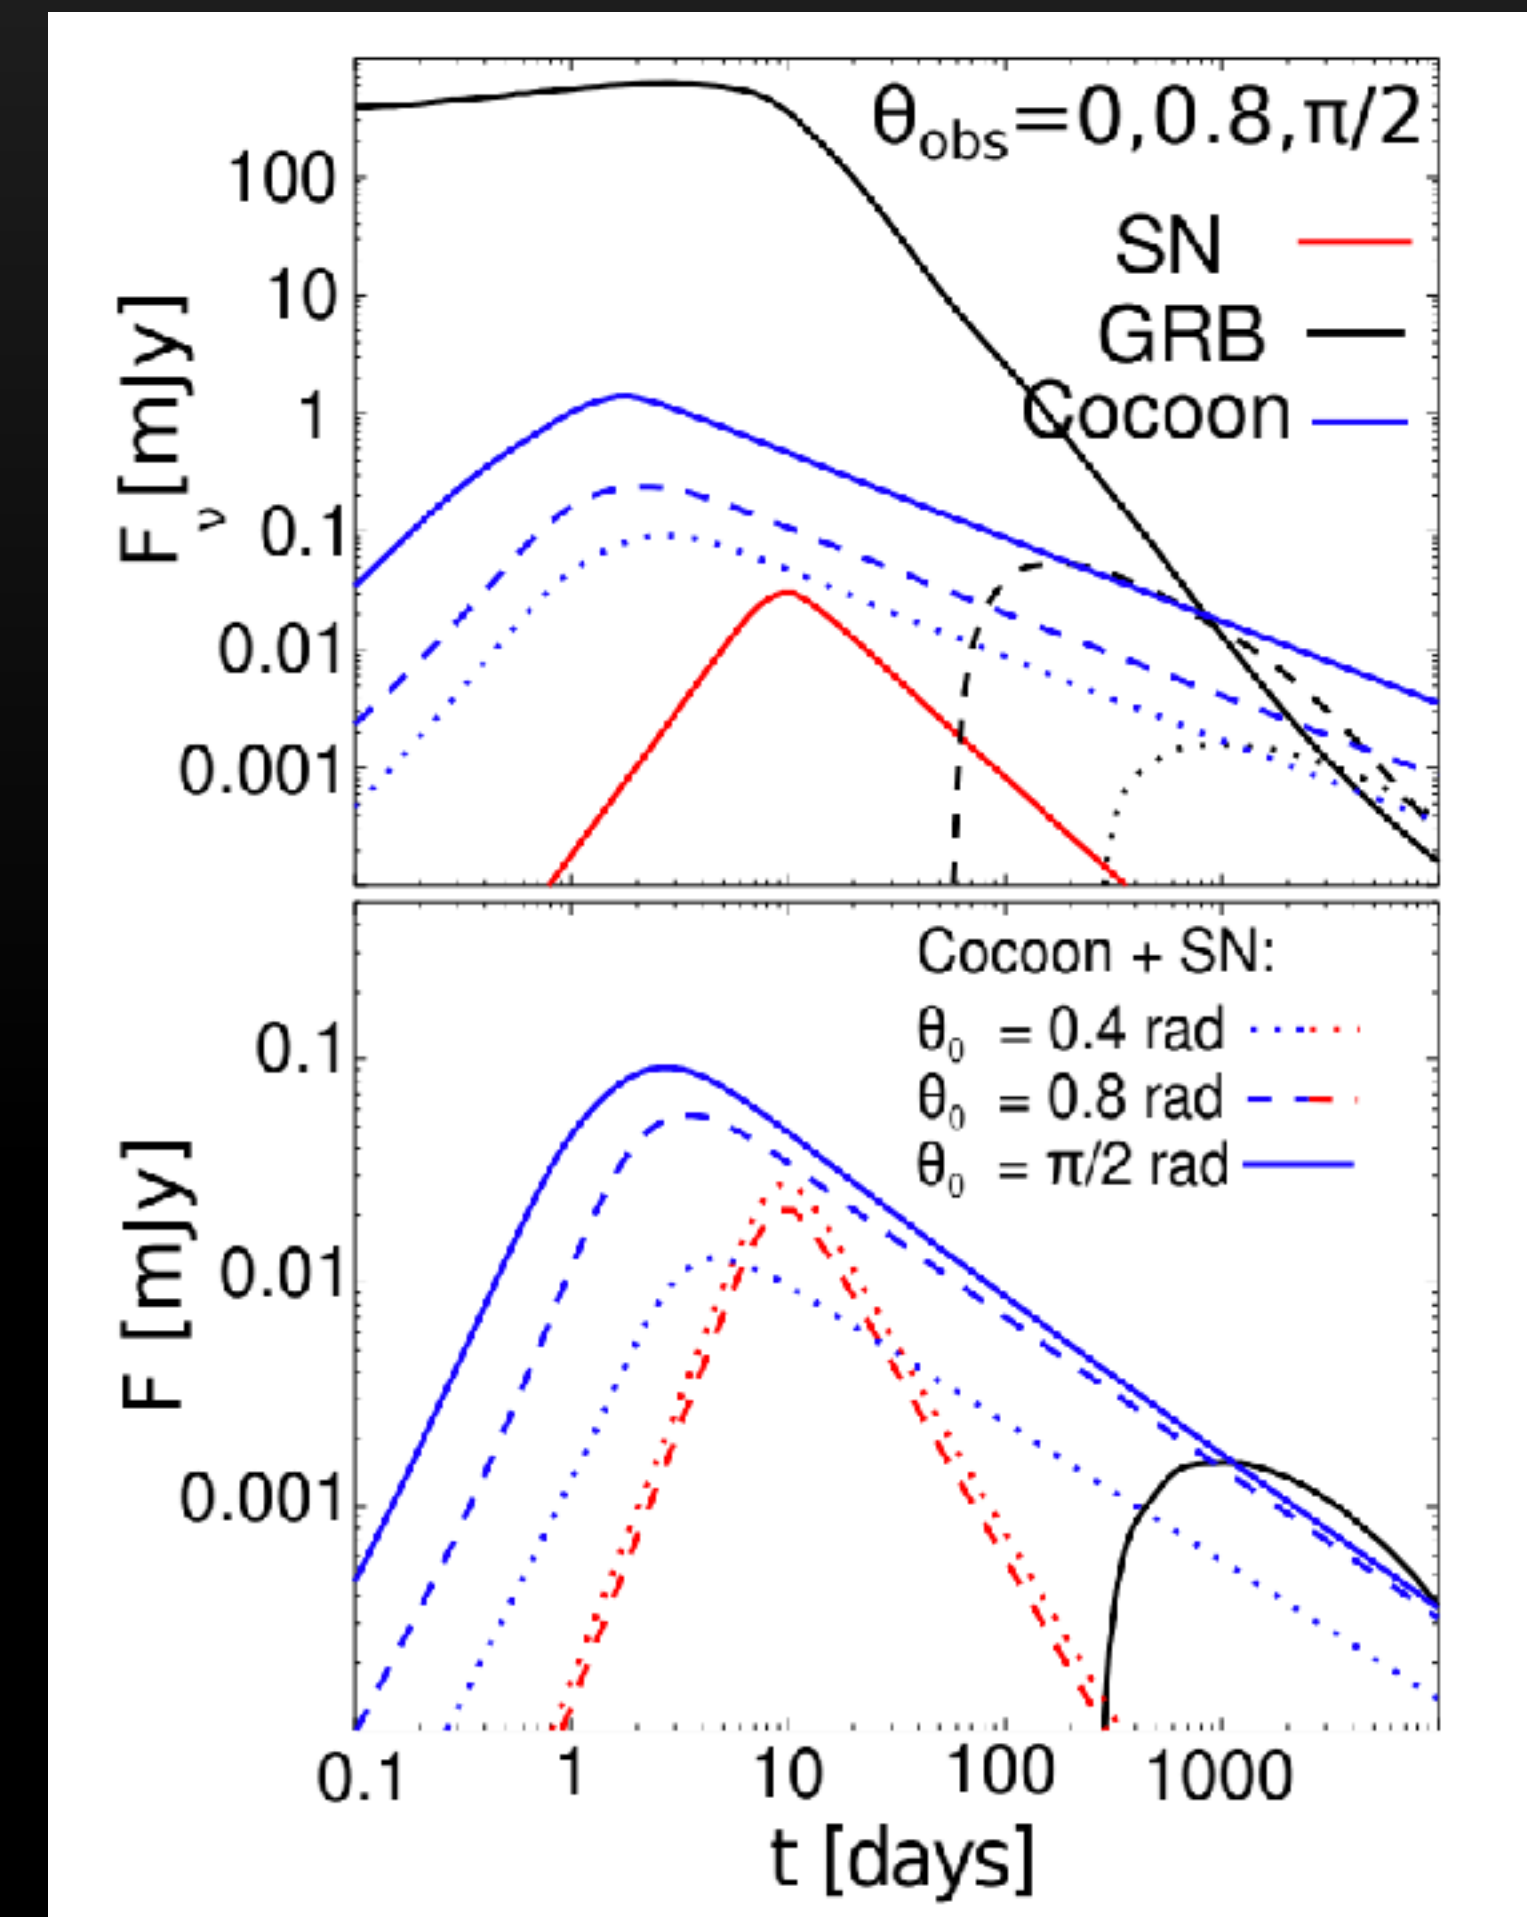 θobs=0,0.8,π/2
SN
GRB
Cocoon
Fν [mJy]
100
10
1
0.1
0.01
0.001
Cocoon + SN:
θ0 = 0.4 rad
θ0 = 0.8 rad
θ0 = π/2 rad
F [mJy]
0.1
0.01
0.001
0.1 1 10 100 1000
t [days]